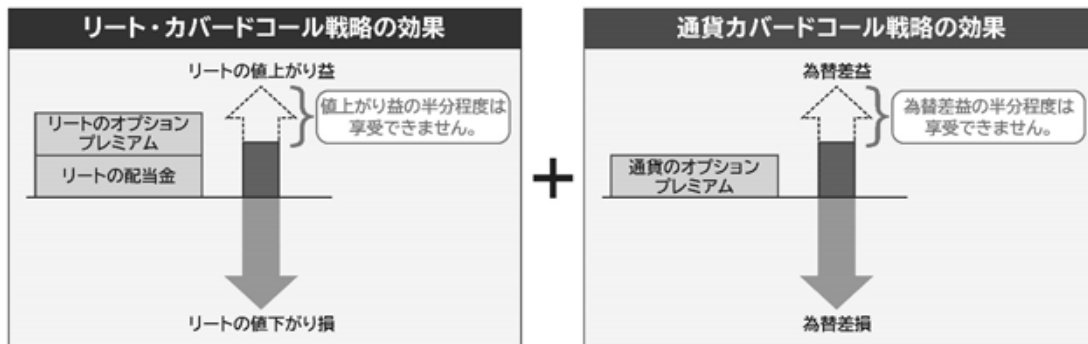 リート・カバードコール戦略の効果
リートの値上がり益
値上がり益の半分程度は
享受できません。
リートのオプション
プレミアム
リートの配当金
リートの値下がり損
+
通貨カバードコール戦略の効果
為替差益
為替差益の半分程度は
享受できません。
通貨のオプション
プレミアム
為替差損